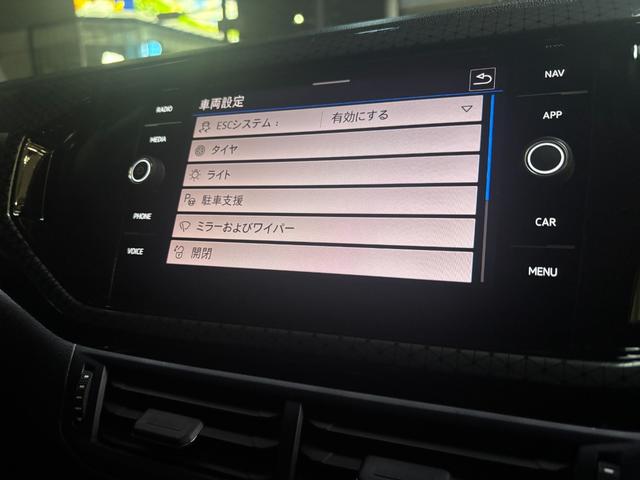 車両設定
ESCシステム： 有効にする
タイヤ
ライト
駐車支援
ミラーおよびワイパー
開閉
RADIO
MEDIA
PHONE
VOICE
NAV
APP
CAR
MENU